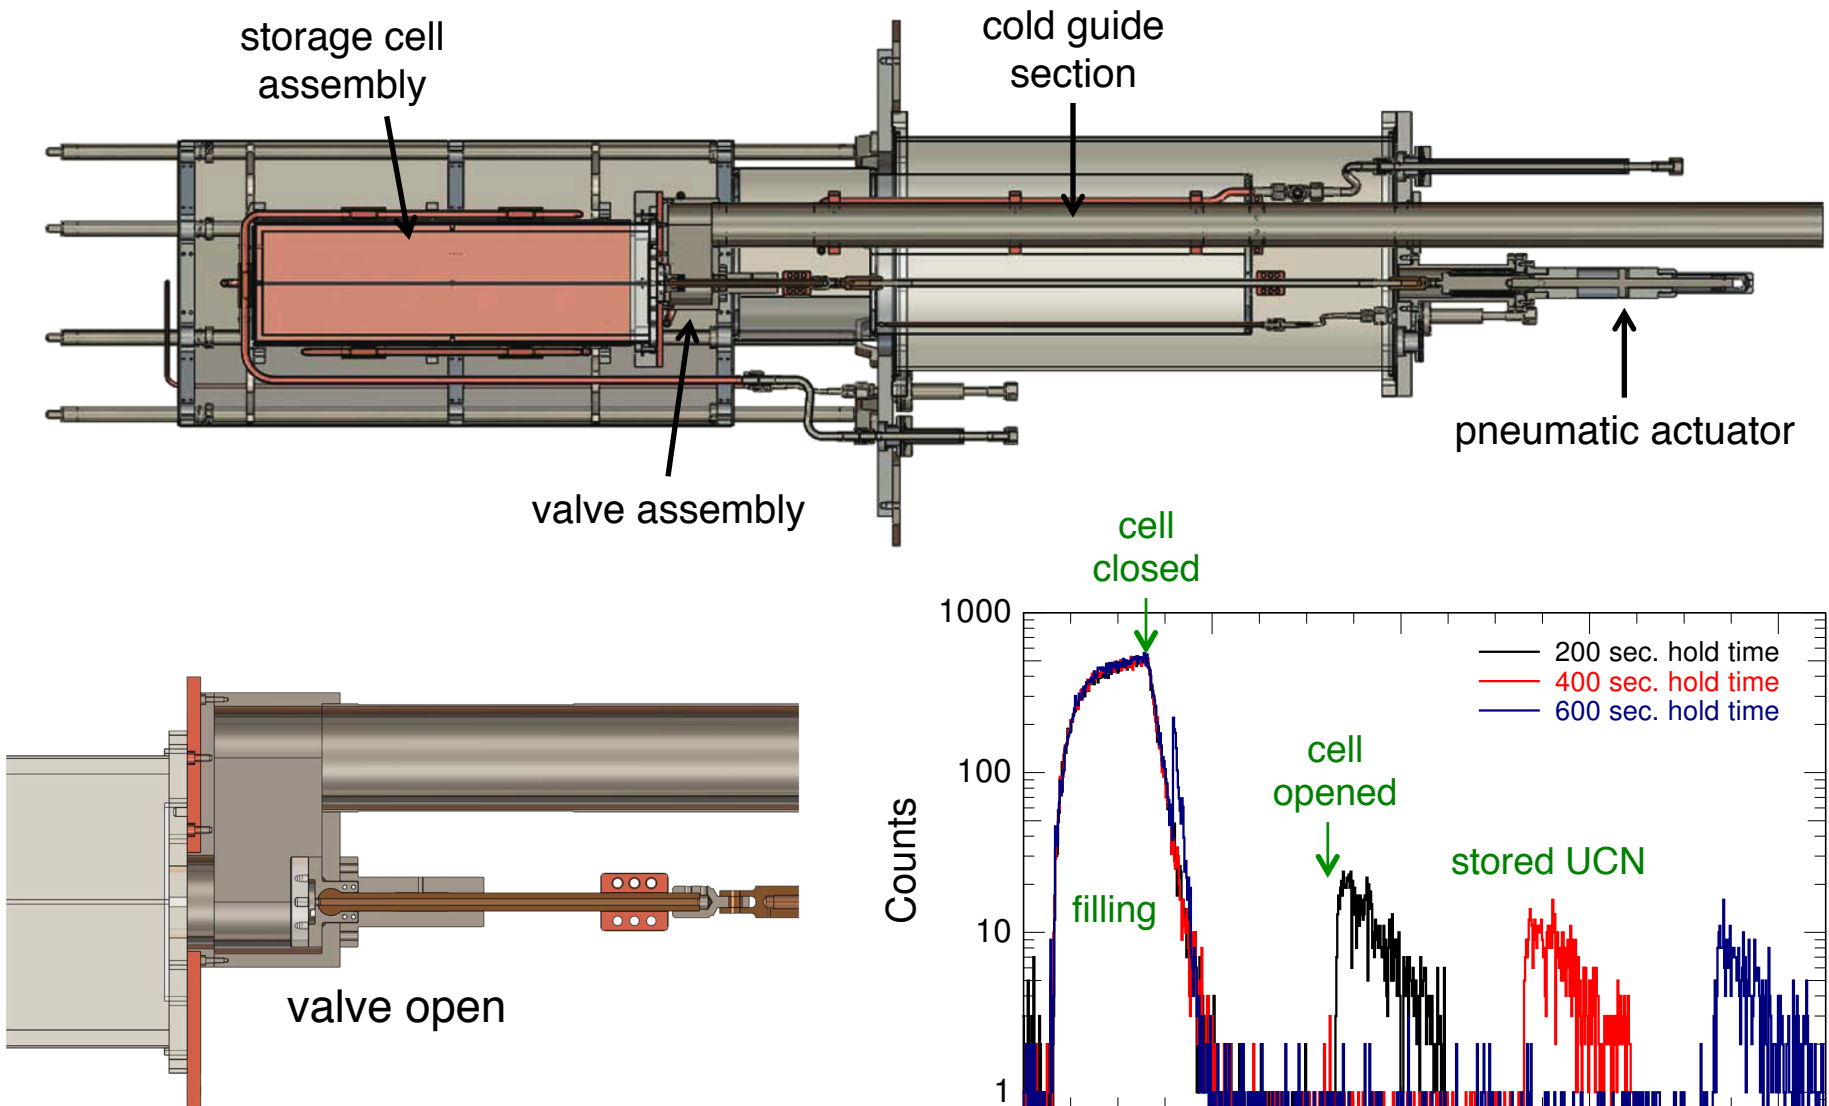 storage cell
assembly
cold guide
section
pneumatic actuator
valve assembly
valve open
cell
closed
1000
100
10
1
Counts
200 sec. hold time
400 sec. hold time
600 sec. hold time
cell
opened
stored UCN
filling